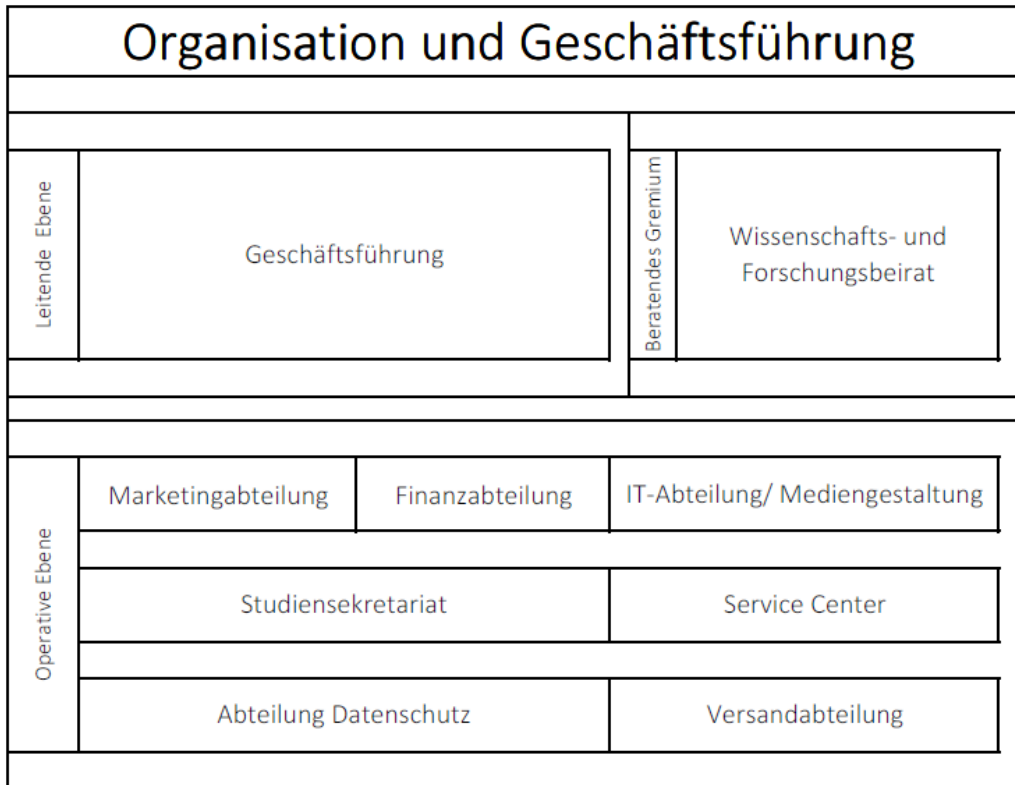 Organisation und Geschäftsführung
Leitende Ebene
Geschäftsführung
Beratendes Gremium
Wissenschafts- und
Forschungsbeirat
Operative Ebene
Marketingabteilung
Finanzabteilung
IT-Abteilung/ Mediengestaltung
Studiensekretariat
Service Center
Abteilung Datenschutz
Versandabteilung